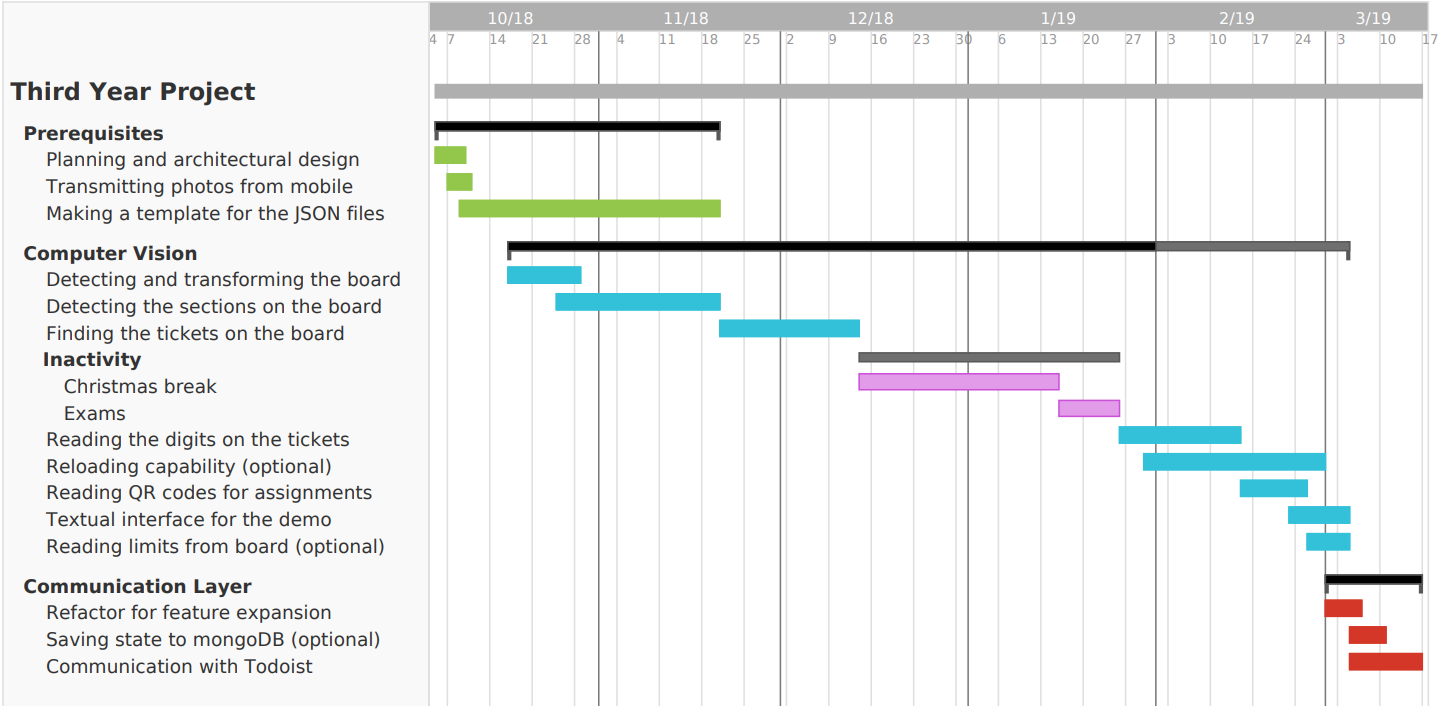 10/18 11/18 12/18 1/19 2/19 3/19
4 7 14 21 28 4 11 18 25 2 9 16 23 30 6 13 20 27 3 10 17 24 3 10 17
Third Year Project
Prerequisites
Planning and architectural design
Transmitting photos from mobile
Making a template for the JSON files
Computer Vision
Detecting and transforming the board
Detecting the sections on the board
Finding the tickets on the board
Inactivity
Christmas break
Exams
Reading the digits on the tickets
Reloading capability (optional)
Reading QR codes for assignments
Textual interface for the demo
Reading limits from board (optional)
Communication Layer
Refactor for feature expansion
Saving state to mongoDB (optional)
Communication with Todoist